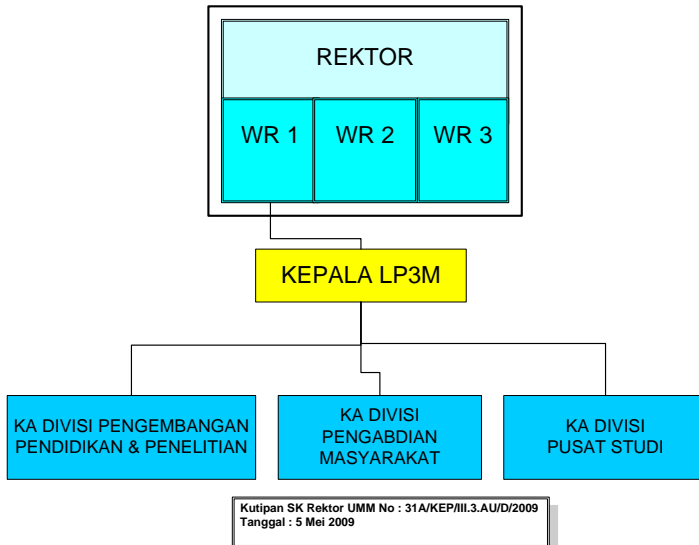 REKTOR
WR 1
WR 2
WR 3
KEPALA LP3M
KA DIVISI PENGEMBANGAN
PENDIDIKAN & PENELITIAN
KA DIVISI
PENGABDIAN
MASYARAKAT
KA DIVISI
PUSAT STUDI
Kutipan SK Rektor UMM No : 31A/KEP/III.3.AU/D/2009
Tanggal : 5 Mei 2009